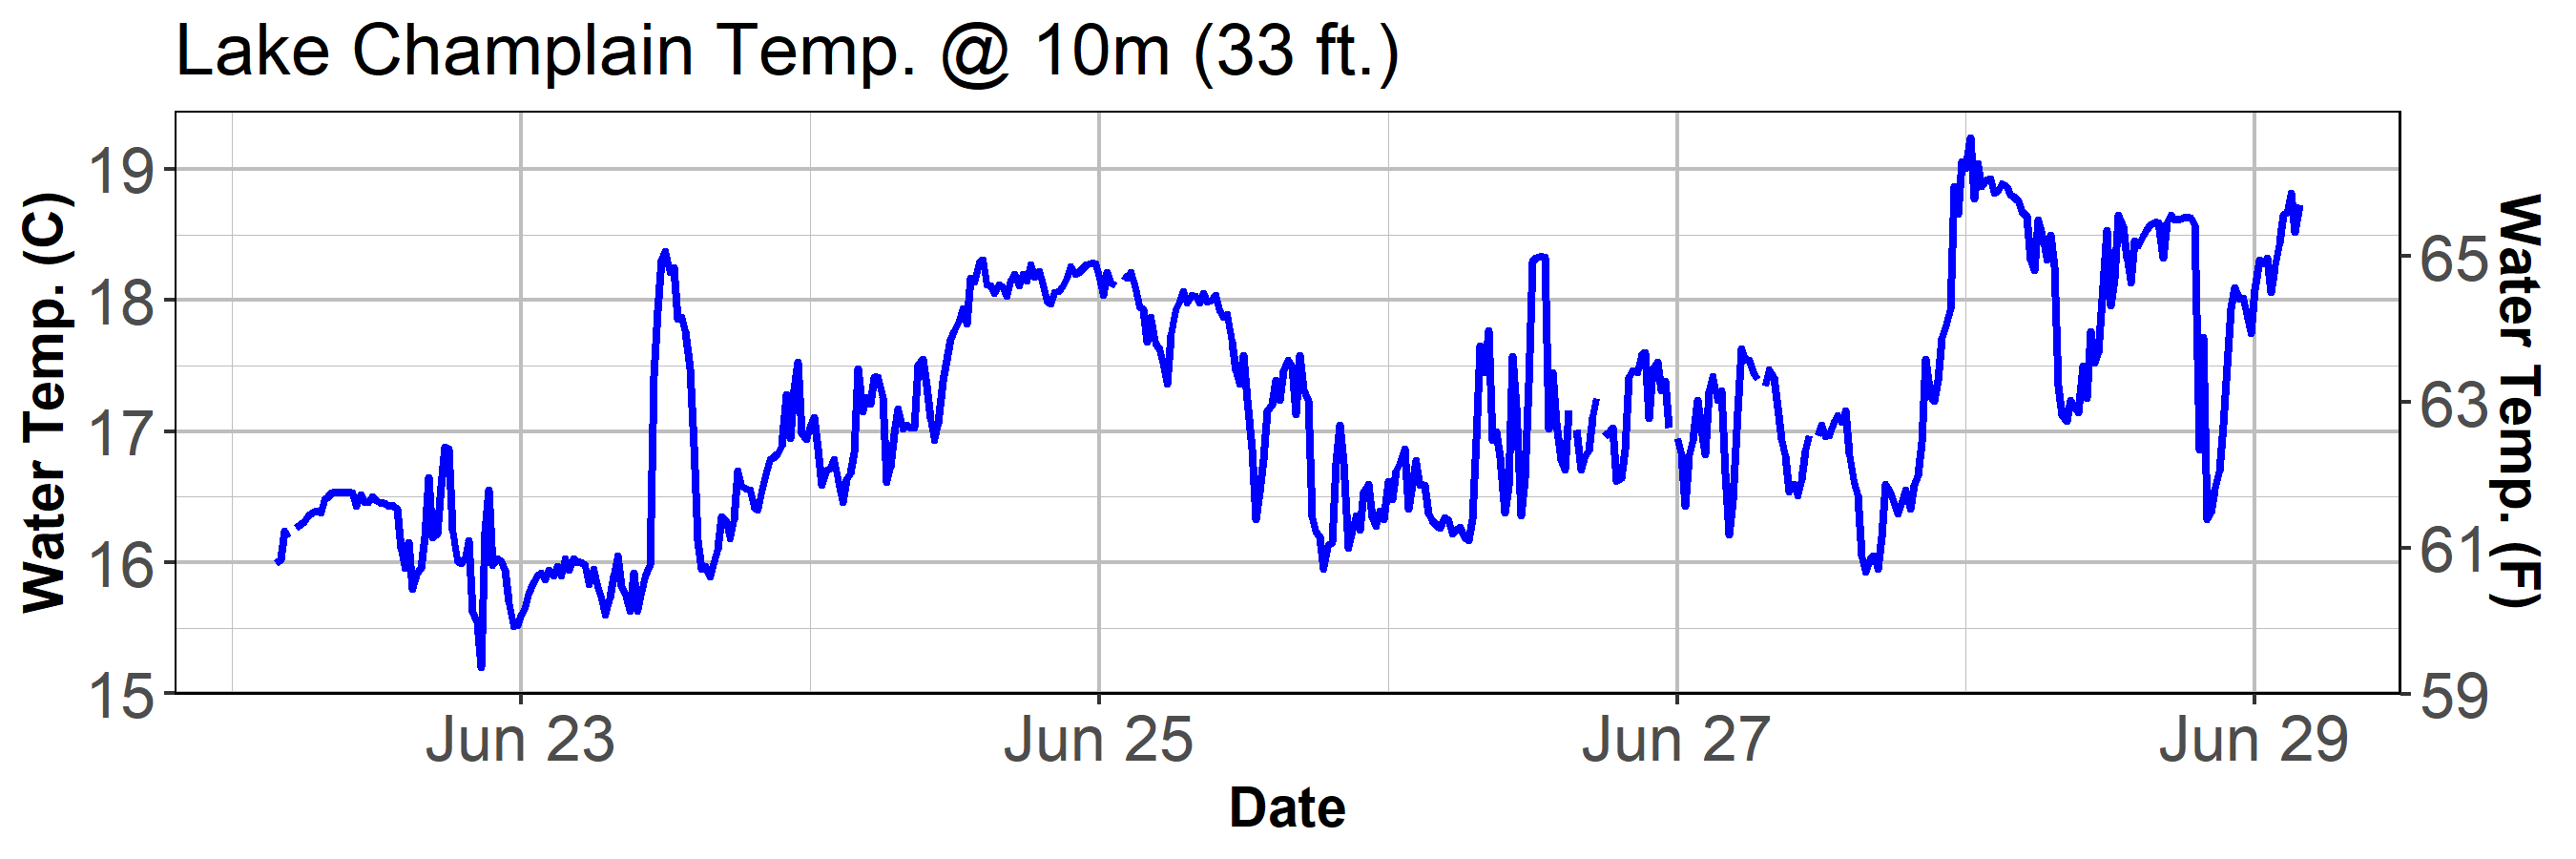 Lake Champlain Temp. @ 10m (33 ft.)
Water Temp. (C)
19
18
17
16
15
65
63
61
59
Water Temp. (F)
Jun 23 Jun 25 Jun 27 Jun 29
Date